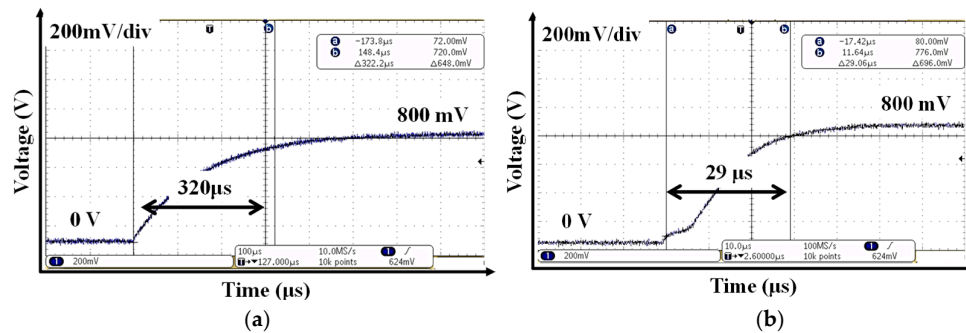 200mV/div
T
b
a -173.8µs 72.00mV
b 148.4µs 720.0mV
Δ322.2µs Δ648.0mV
800 mV
Voltage (V)
320µs
0 V
1 200mV
100µs 10.0MS/s 1
T→▼127.000µs 10k points 624mV
Time (µs)
(a)
200mV/div
a
T
b
a -17.42µs 80.00mV
b 11.64µs 776.0mV
Δ29.06µs Δ696.0mV
800 mV
Voltage (V)
29 µs
0 V
1 200mV
10.0µs 100MS/s 1
T→▼2.60000µs 10k points 624mV
Time (µs)
(b)